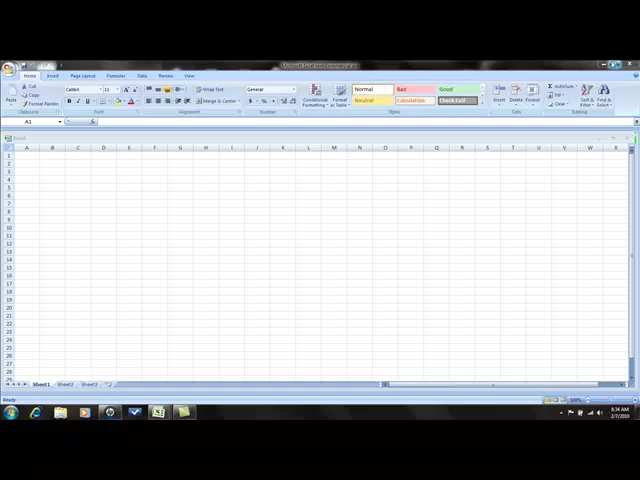 Home Insert Page Layout Formulas Data Review View
Cut
Copy
Format Painter
Paste
Calibri 11
Wrap Text
Merge & Center
General
$ %
Conditional Formatting
Format as Table
Normal Bad Good
Neutral Calculation Check Cell
Insert Delete Format
AutoSum
Fill
Clear
Sort & Filter
Find & Select
Clipboard Font Alignment Number Styles Cells Editing
A1
A B C D E F G H I J K L M N O P Q R S T U V W X
1
2
3
4
5
6
7
8
9
10
11
12
13
14
15
16
17
18
19
20
21
22
23
24
25
26
27
28
29
Sheet1 Sheet2 Sheet3
Ready
100%
8:34 AM
2/7/2010